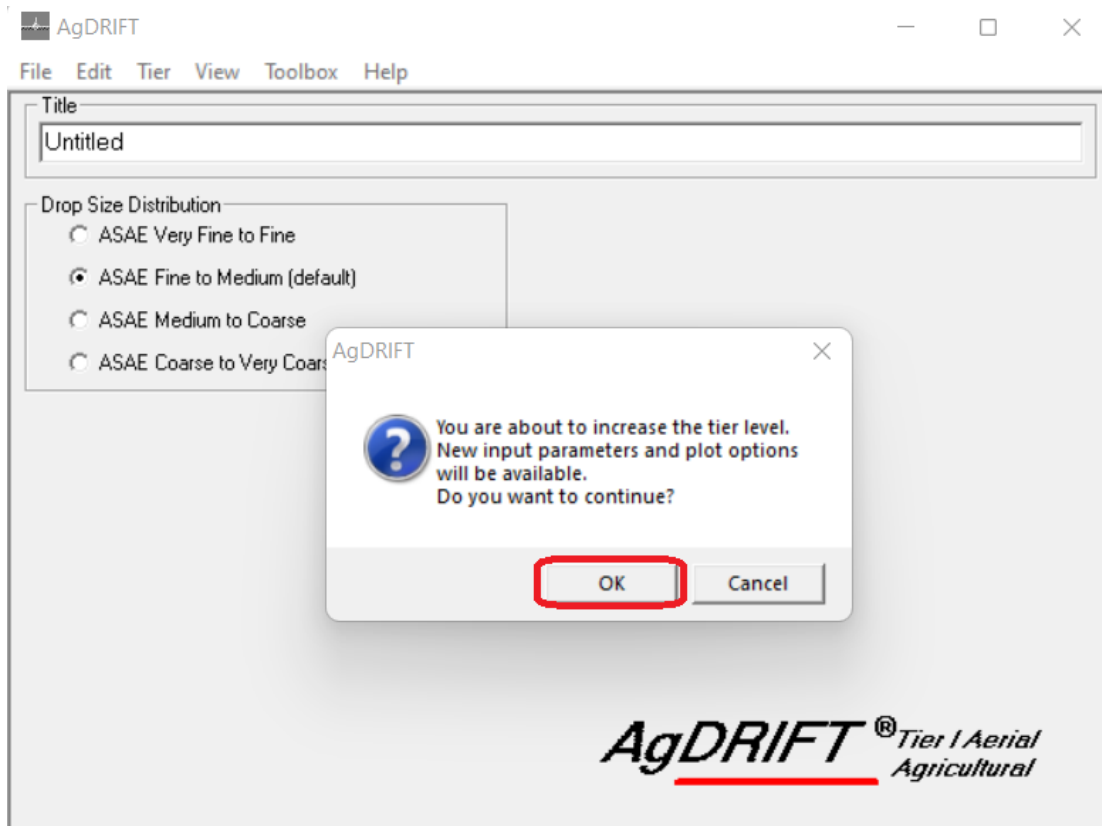 AgDRIFT
File Edit Tier View Toolbox Help
Title
Untitled
Drop Size Distribution
ASAE Very Fine to Fine
ASAE Fine to Medium (default)
ASAE Medium to Coarse
ASAE Coarse to Very Coars
AgDRIFT
You are about to increase the tier level.
New input parameters and plot options
will be available.
Do you want to continue?
OK Cancel
AgDRIFT ® Tier I Aerial
Agricultural